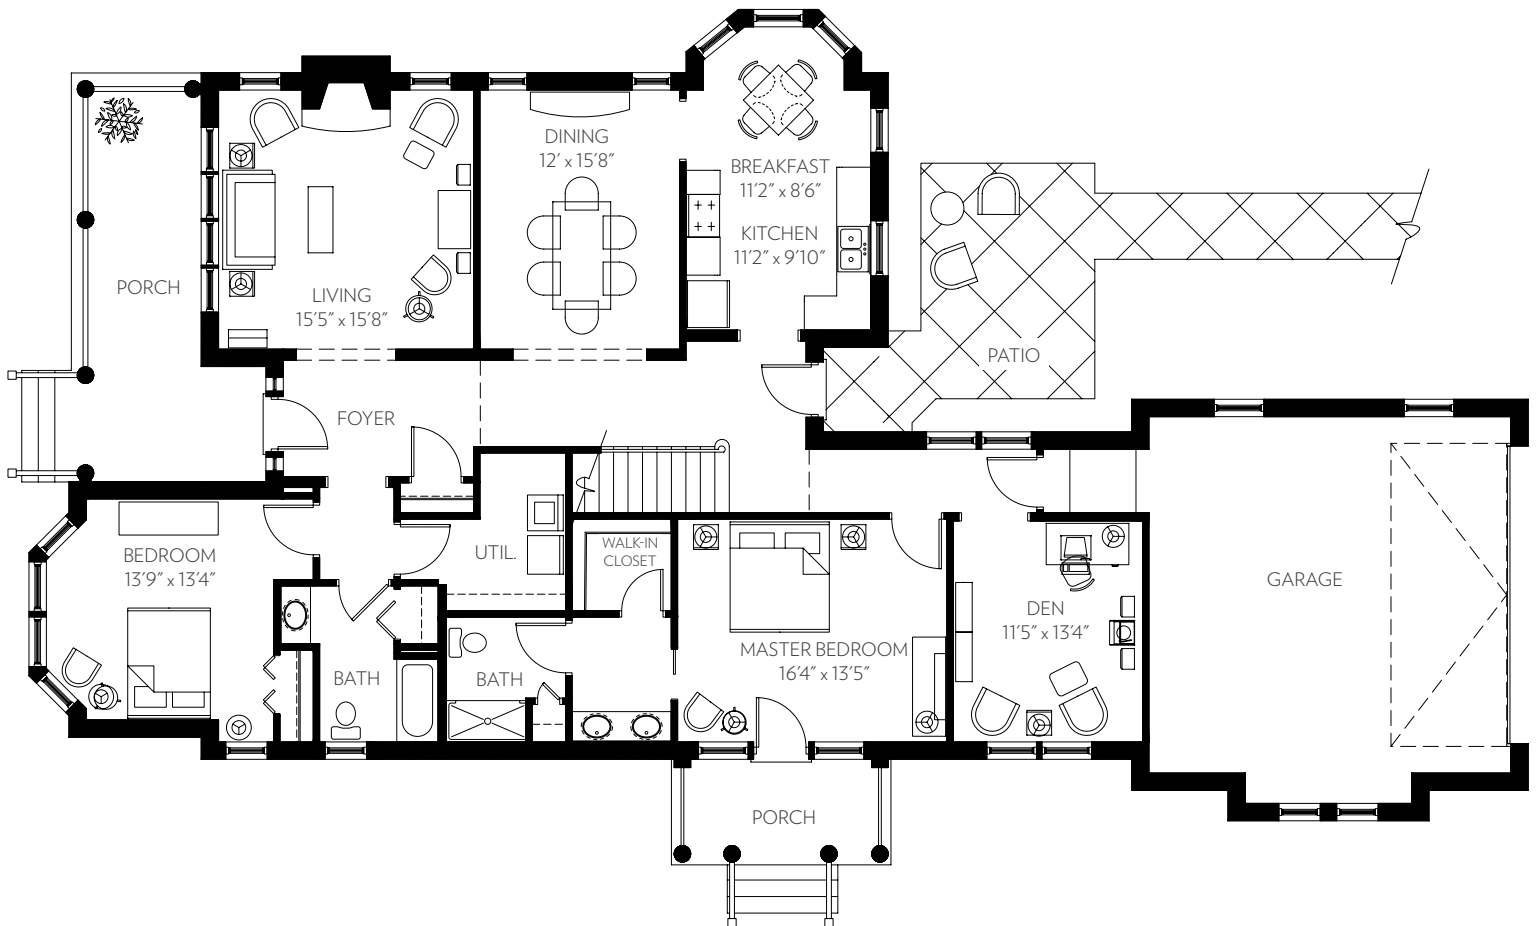 DINING
12’ x 15’8”
BREAKFAST
11’2” x 8’6”
KITCHEN
11’2” x 9’10”
PORCH
LIVING
15’5” x 15’8”
PATIO
FOYER
BEDROOM
13’9” x 13’4”
UTIL.
WALK-IN
CLOSET
GARAGE
DEN
11’5” x 13’4”
MASTER BEDROOM
16’4” x 13’5”
BATH
BATH
PORCH